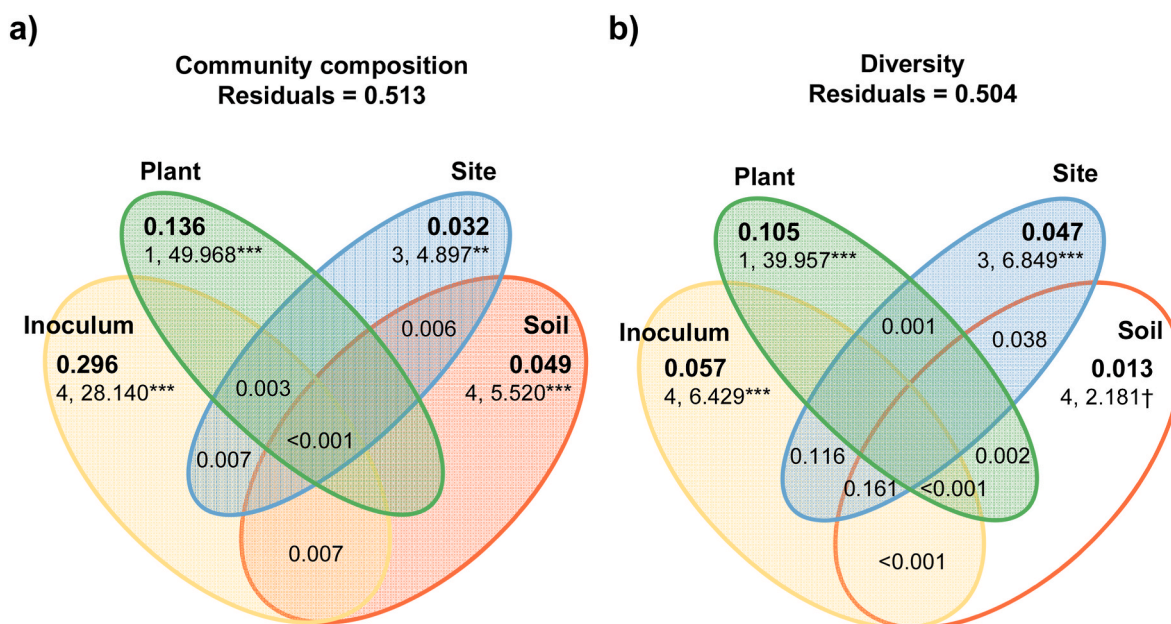 a)
Community composition
Residuals = 0.513
Plant
Site
0.136
1, 49.968***
0.032
3, 4.897**
Inoculum
0.296
4, 28.140***
Soil
0.049
4, 5.520***
0.006
0.003
<0.001
0.007
0.007
b)
Diversity
Residuals = 0.504
Plant
Site
0.105
1, 39.957***
0.047
3, 6.849***
Inoculum
0.057
4, 6.429***
Soil
0.013
4, 2.181†
0.001
0.038
0.116
0.002
0.161
<0.001
<0.001